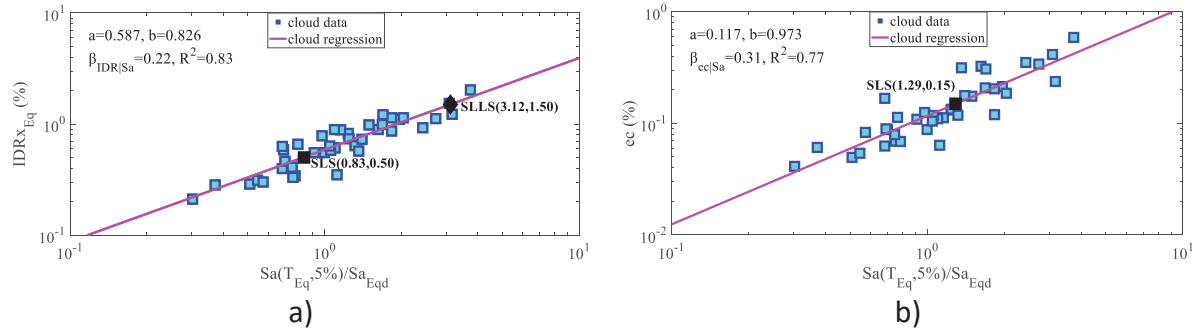 10^1
a=0.587, b=0.826
β_IDR|Sa=0.22, R^2=0.83
cloud data
cloud regression
SLLS(3.12,1.50)
IDRx_Eq (%)
10^0
SLS(0.83,0.50)
10^-1
10^-1 10^0 10^1
Sa(T_Eq,5%)/Sa_Eqd
a)
10^0
a=0.117, b=0.973
β_ec|Sa=0.31, R^2=0.77
cloud data
cloud regression
SLS(1.29,0.15)
ec (%)
10^-1
10^-2
10^-1 10^0 10^1
Sa(T_Eq,5%)/Sa_Eqd
b)